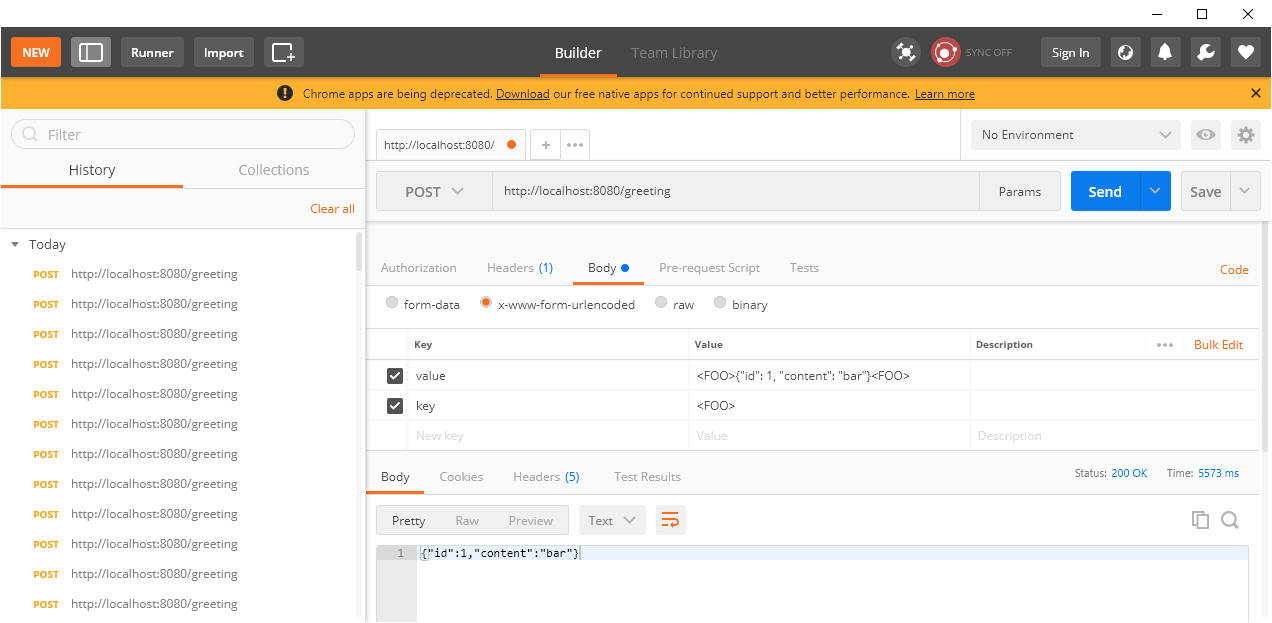 NEW Runner Import Builder Team Library SYNC OFF Sign In
! Chrome apps are being deprecated. Download our free native apps for continued support and better performance. Learn more
Filter
History Collections
Clear all
Today
POST http://localhost:8080/greeting
POST http://localhost:8080/greeting
POST http://localhost:8080/greeting
POST http://localhost:8080/greeting
POST http://localhost:8080/greeting
POST http://localhost:8080/greeting
POST http://localhost:8080/greeting
POST http://localhost:8080/greeting
POST http://localhost:8080/greeting
POST http://localhost:8080/greeting
POST http://localhost:8080/greeting
POST http://localhost:8080/greeting
http://localhost:8080/ + ••• No Environment
POST http://localhost:8080/greeting Params Send Save
Authorization Headers (1) Body Pre-request Script Tests Code
form-data x-www-form-urlencoded raw binary
Key Value Description ••• Bulk Edit
value <FOO>{"id": 1, "content": "bar"}<FOO>
key <FOO>
New key Value Description
Body Cookies Headers (5) Test Results Status: 200 OK Time: 5573 ms
Pretty Raw Preview Text
1 {"id":1,"content":"bar"}